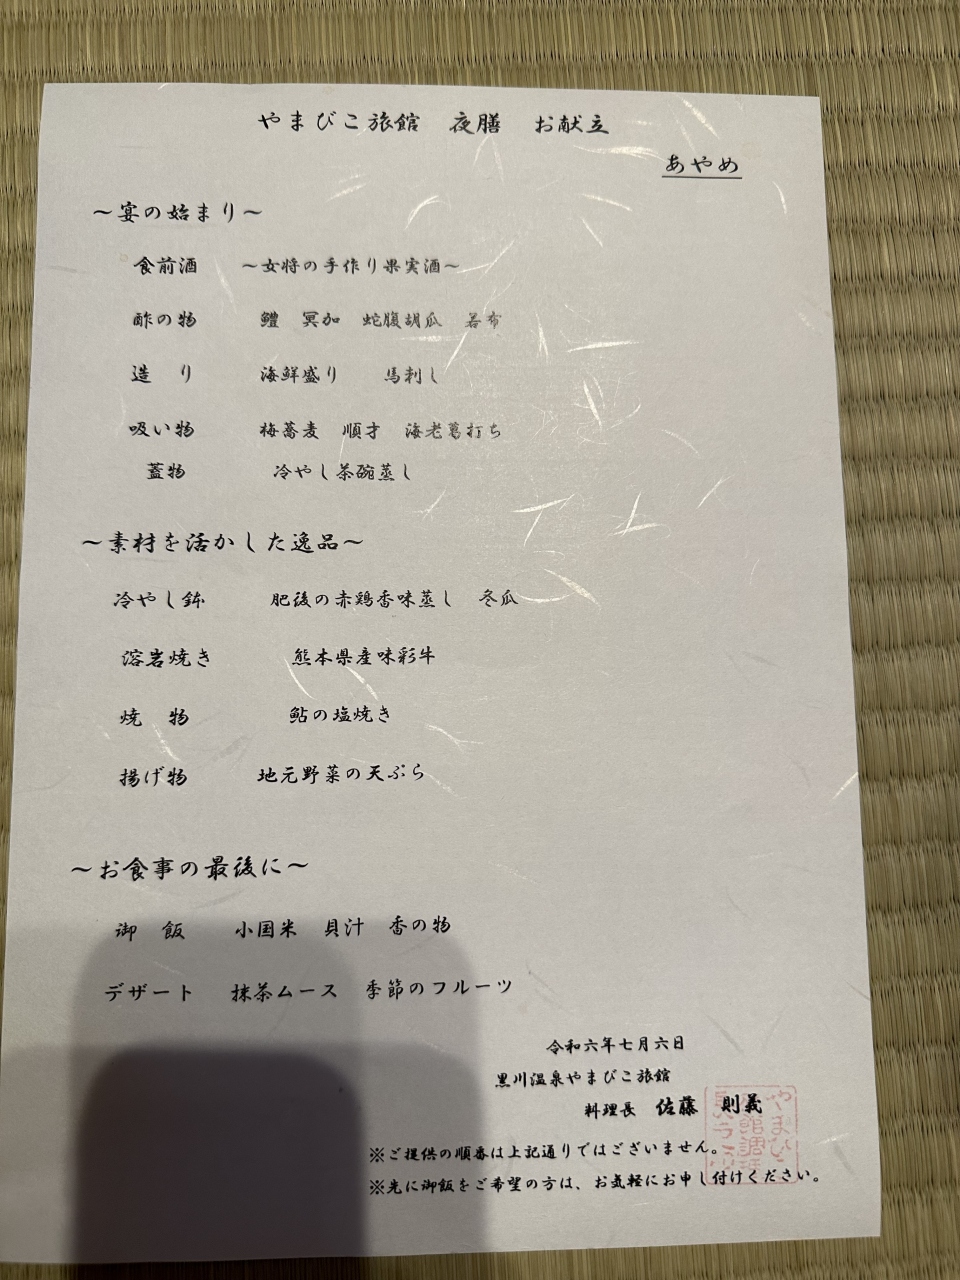 やまびこ旅館　夜膳　お献立
あやめ
～宴の始まり～
食前酒　～女将の手作り果実酒～
酢の物　鱧　冥加　蛇腹胡瓜　若布
造　り　海鮮盛り　馬刺し
吸い物　梅蕎麦　順才　海老葛打ち
蓋物　冷やし茶碗蒸し
～素材を活かした逸品～
冷やし鉢　肥後の赤鶏香味蒸し　冬瓜
溶岩焼き　熊本県産味彩牛
焼　物　鮎の塩焼き
揚げ物　地元野菜の天ぷら
～お食事の最後に～
御　飯　小国米　貝汁　香の物
デザート　抹茶ムース　季節のフルーツ
令和六年七月六日
黒川温泉やまびこ旅館
料理長　佐藤　則義
※ご提供の順番は上記通りではございません。
※先に御飯をご希望の方は、お気軽にお申し付けください。